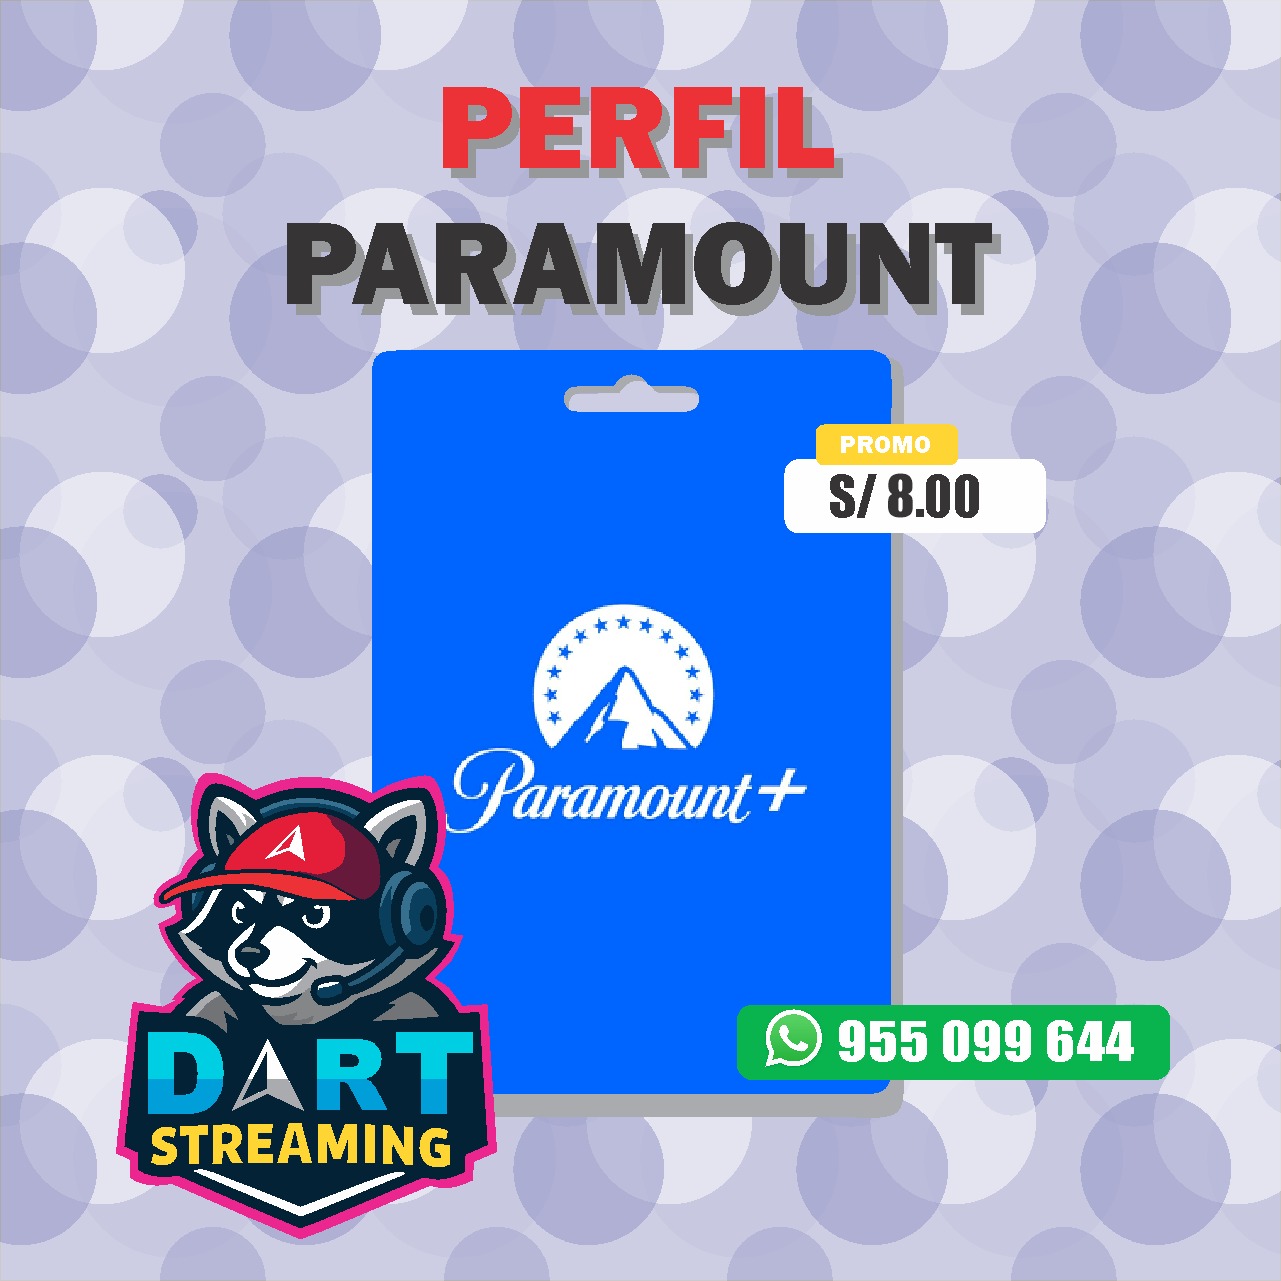 PERFIL
PARAMOUNT
PROMO
S/ 8.00
Paramount+
955 099 644
DART
STREAMING